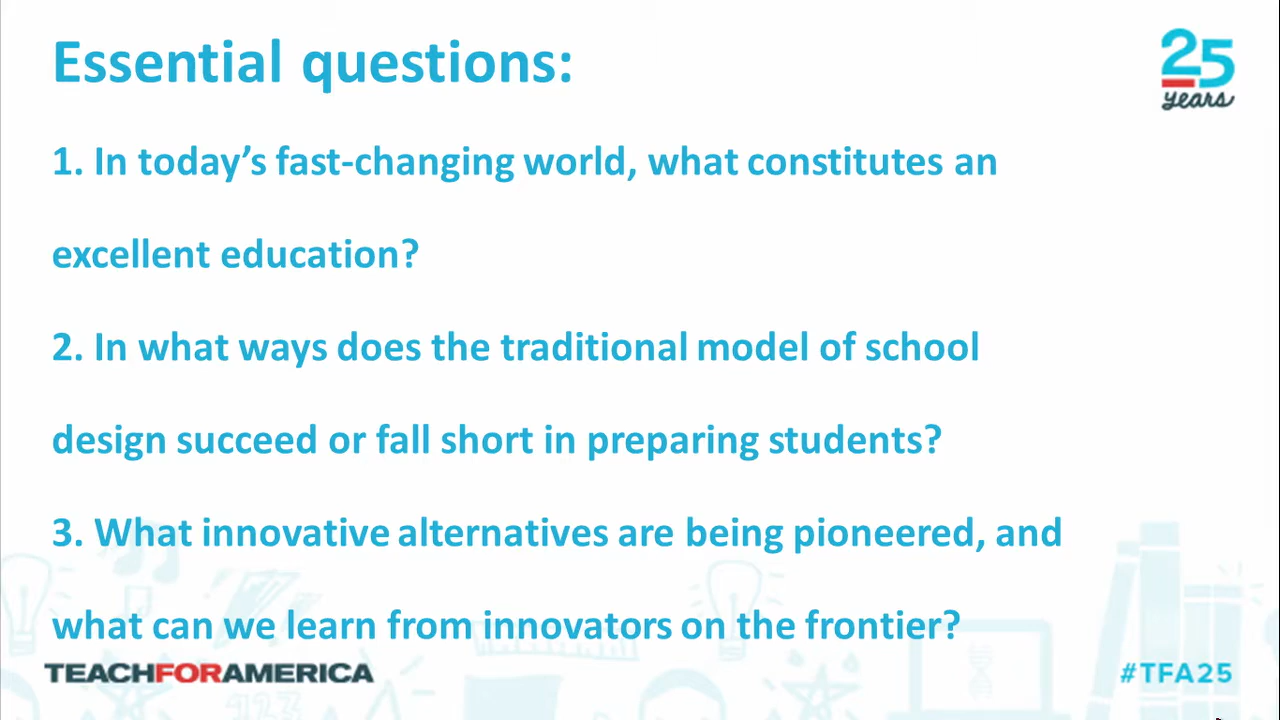 Essential questions:
25
years
1. In today’s fast-changing world, what constitutes an
excellent education?
2. In what ways does the traditional model of school
design succeed or fall short in preparing students?
3. What innovative alternatives are being pioneered, and
what can we learn from innovators on the frontier?
TEACHFORAMERICA
#TFA25
123